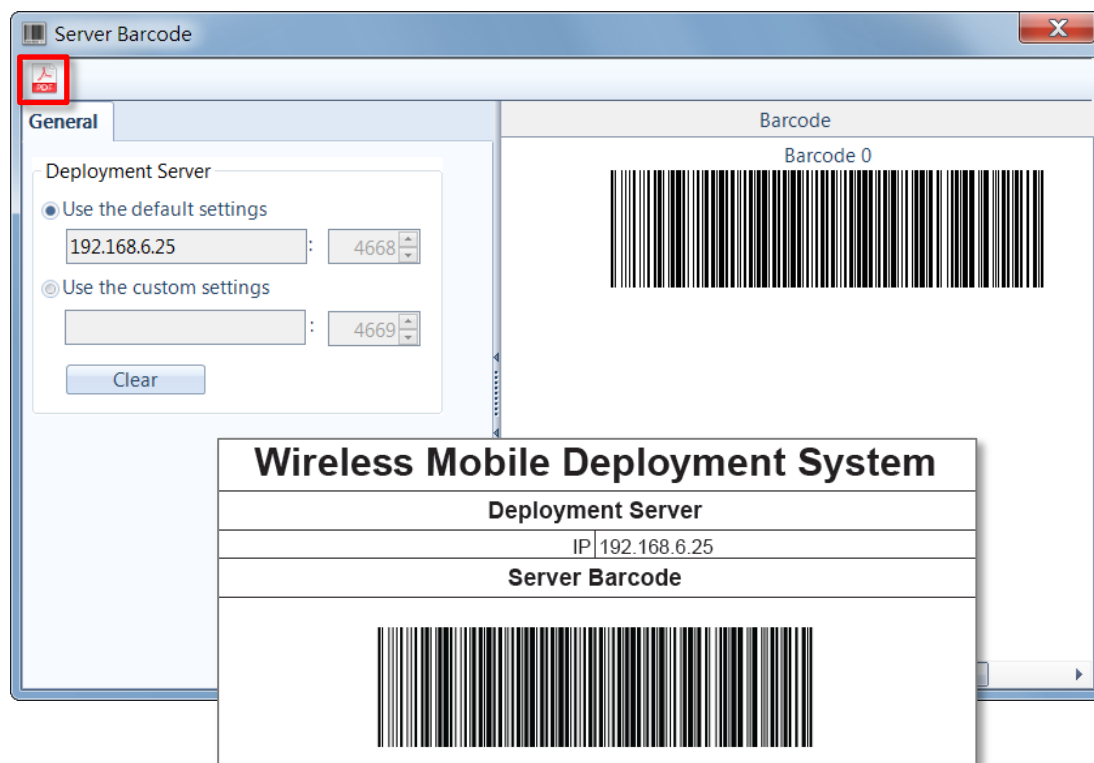 Server Barcode
PDF
General
Deployment Server
Use the default settings
192.168.6.25 : 4668
Use the custom settings
: 4669
Clear
Barcode
Barcode 0
Wireless Mobile Deployment System
Deployment Server
IP 192.168.6.25
Server Barcode